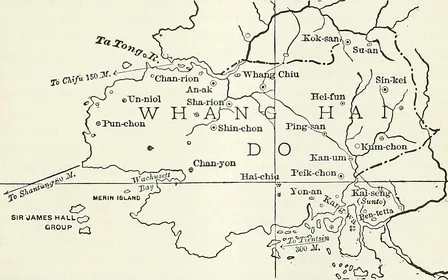 Kok-san
Ta Tong R.
Su-an
To Chifu 150 M.
Chan-rion
Whang Chiu
An-ak
Sin-kei
Un-niol
Sha-rion
Hei-fun
WHANG HAI
Pun-chon
Shin-chon
Ping-san
DO
Kum-chon
Kan-um
Chan-yon
Wachusett
Bay
Hai-chiu
Peik-chon
To Shantung 80 M.
MERIN ISLAND
Yon-an
Kai-seng
(Sunto)
Kang
SIR JAMES HALL
GROUP
To Tientsin
300 M.